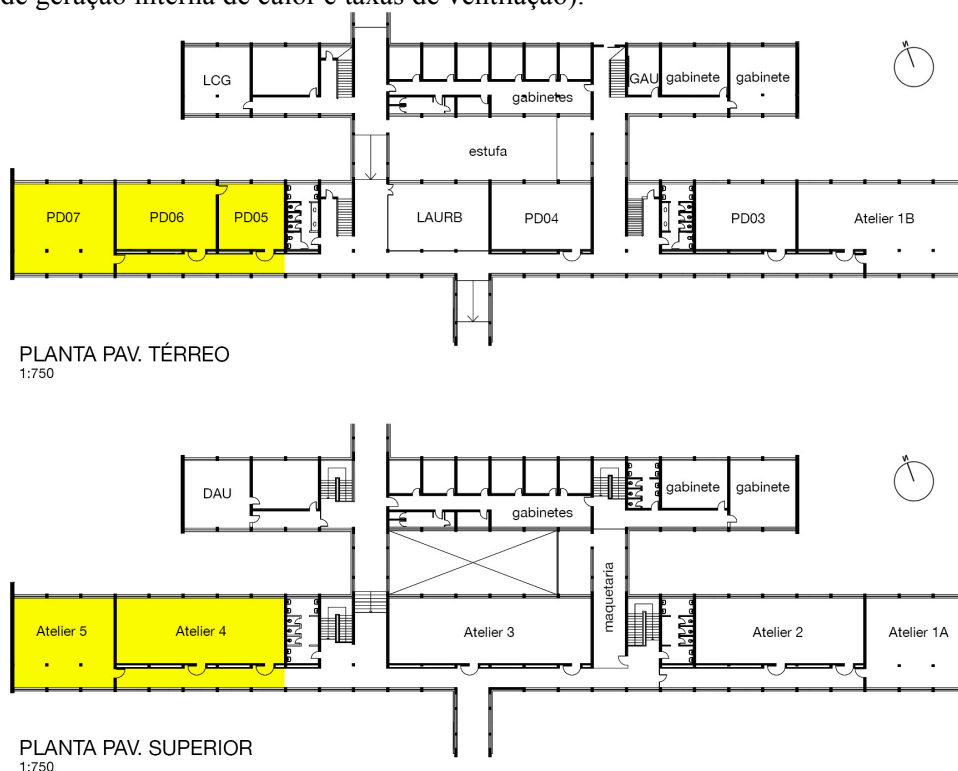 de geração interna de calor e taxas de ventilação).
LCG
gabinetes
GAU gabinete gabinete
N
estufa
PD07 PD06 PD05 LAURB PD04 PD03 Atelier 1B
PLANTA PAV. TÉRREO
1:750
DAU
gabinetes
gabinete gabinete
N
maquetaria
Atelier 5 Atelier 4 Atelier 3 Atelier 2 Atelier 1A
PLANTA PAV. SUPERIOR
1:750